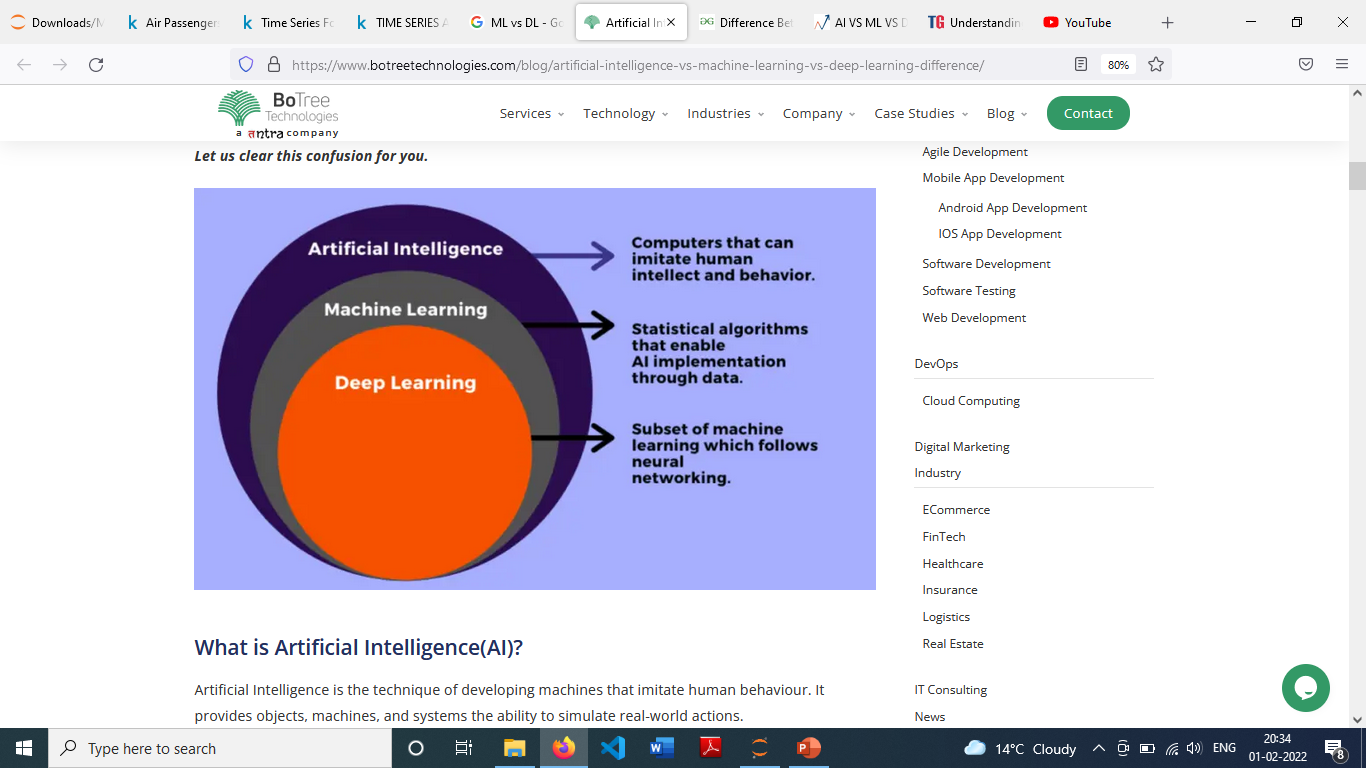 Downloads/M
Air Passenger
Time Series Fo
TIME SERIES A
ML vs DL - Go
Artificial In
Difference Bet
AI VS ML VS D
Understandin
YouTube
https://www.botreetechnologies.com/blog/artificial-intelligence-vs-machine-learning-vs-deep-learning-difference/
80%
BoTree
Technologies
a तntra company
Services
Technology
Industries
Company
Case Studies
Blog
Contact
Let us clear this confusion for you.
Artificial Intelligence
Machine Learning
Deep Learning
Computers that can
imitate human
intellect and behavior.
Statistical algorithms
that enable
AI implementation
through data.
Subset of machine
learning which follows
neural
networking.
What is Artificial Intelligence(AI)?
Artificial Intelligence is the technique of developing machines that imitate human behaviour. It
provides objects, machines, and systems the ability to simulate real-world actions.
Agile Development
Mobile App Development
Android App Development
IOS App Development
Software Development
Software Testing
Web Development
DevOps
Cloud Computing
Digital Marketing
Industry
ECommerce
FinTech
Healthcare
Insurance
Logistics
Real Estate
IT Consulting
News
Type here to search
14°C Cloudy
ENG
20:34
01-02-2022
8